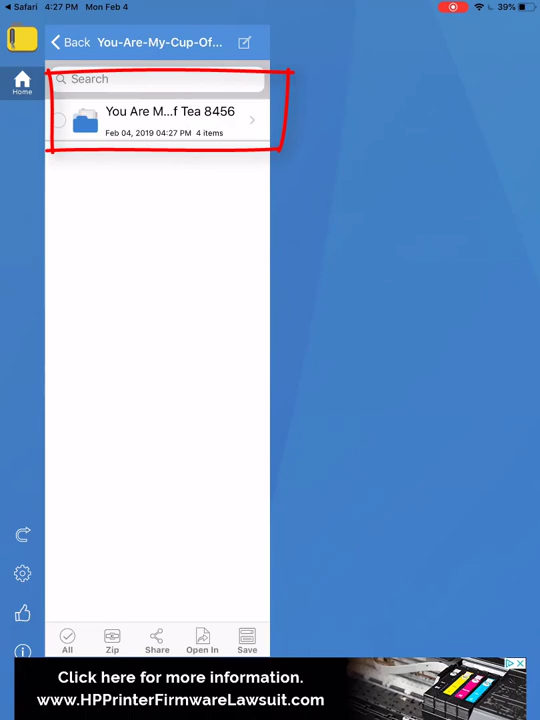 Safari 4:27 PM Mon Feb 4 39%
Back You-Are-My-Cup-Of...
Home
Search
You Are M...f Tea 8456
Feb 04, 2019 04:27 PM 4 items
All Zip Share Open In Save
Click here for more information.
www.HPPrinterFirmwareLawsuit.com